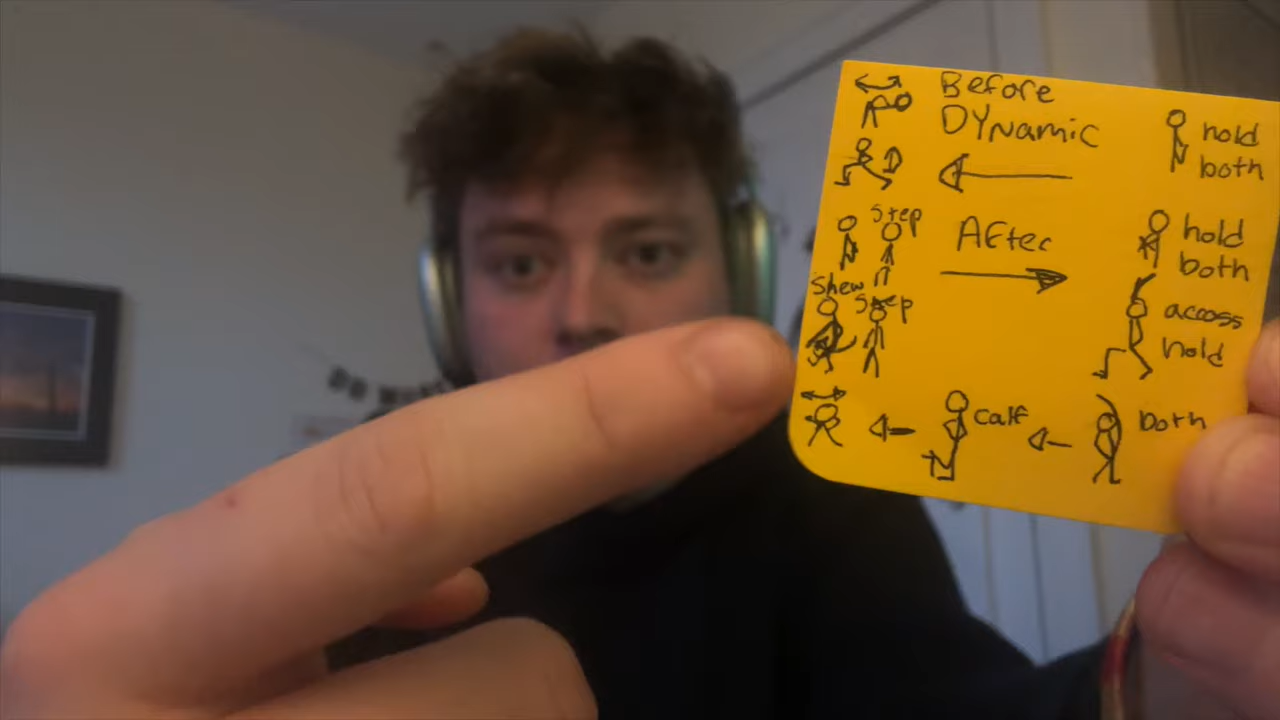 Before
DYNamic
hold
both
Step
After
hold
both
Shew
Step
across
hold
calf
both